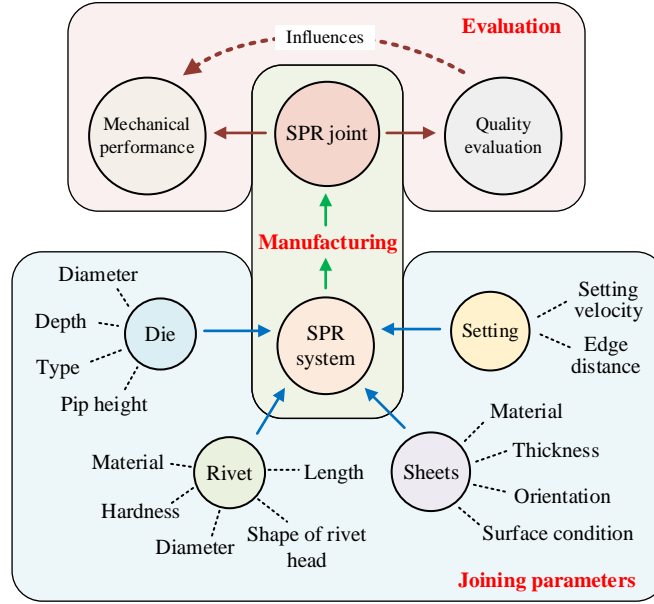 Influences
Evaluation
Mechanical
performance
SPR joint
Quality
evaluation
Manufacturing
Diameter
Depth
Type
Pip height
Die
SPR
system
Setting
Setting
velocity
Edge
distance
Material
Hardness
Diameter
Rivet
Length
Shape of rivet
head
Sheets
Material
Thickness
Orientation
Surface condition
Joining parameters